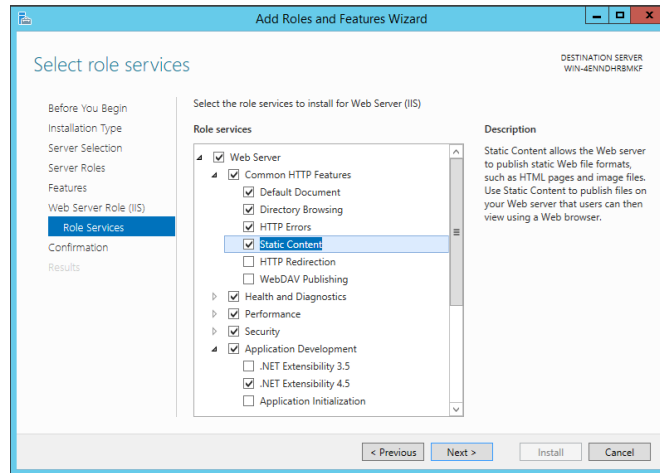 Add Roles and Features Wizard
Select role services
DESTINATION SERVER
WIN-4ENNDHRBMKF
Before You Begin
Installation Type
Server Selection
Server Roles
Features
Web Server Role (IIS)
Role Services
Confirmation
Results
Select the role services to install for Web Server (IIS)
Role services
Web Server
Common HTTP Features
Default Document
Directory Browsing
HTTP Errors
Static Content
HTTP Redirection
WebDAV Publishing
Health and Diagnostics
Performance
Security
Application Development
.NET Extensibility 3.5
.NET Extensibility 4.5
Application Initialization
Description
Static Content allows the Web server
to publish static Web file formats,
such as HTML pages and image files.
Use Static Content to publish files on
your Web server that users can then
view using a Web browser.
< Previous
Next >
Install
Cancel